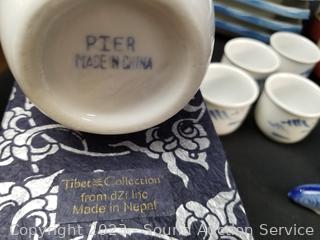 PIER
MADE IN CHINA
Tibet Collection
from dZi Inc
Made in Nepal
Copyright 2023, Sound Auction Service